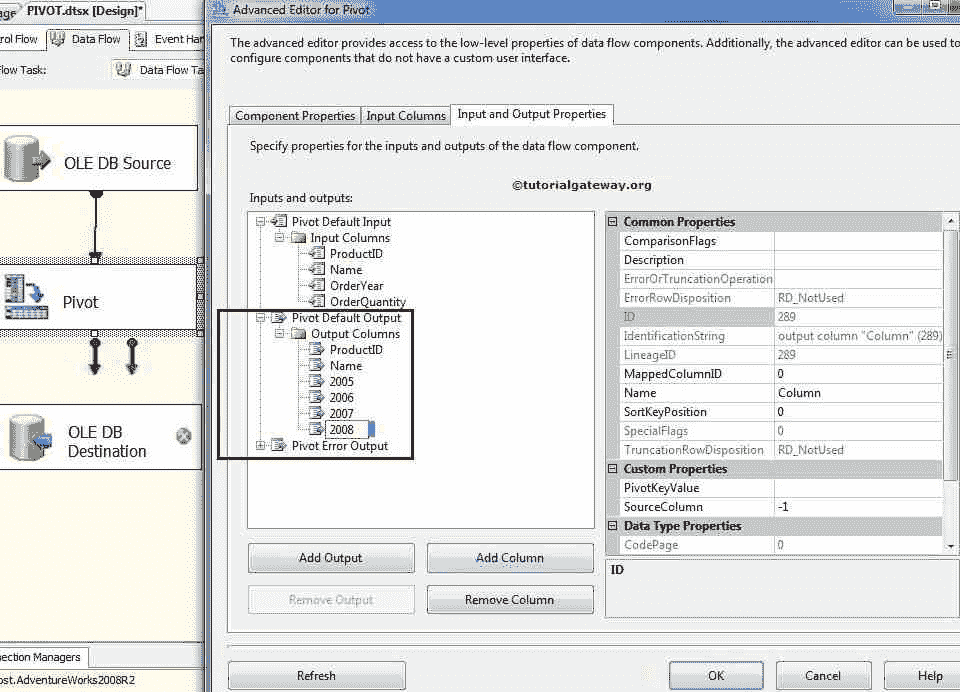 age
PIVOT.dtsx [Design]*
rol Flow
Data Flow
Event Han
low Task:
Data Flow Ta
OLE DB Source
Pivot
OLE DB
Destination
ection Managers
ost.AdventureWorks2008R2
Advanced Editor for Pivot
The advanced editor provides access to the low-level properties of data flow components. Additionally, the advanced editor can be used to
configure components that do not have a custom user interface.
Component Properties
Input Columns
Input and Output Properties
Specify properties for the inputs and outputs of the data flow component.
©tutorialgateway.org
Inputs and outputs:
Pivot Default Input
Input Columns
ProductID
Name
OrderYear
OrderQuantity
Pivot Default Output
Output Columns
ProductID
Name
2005
2006
2007
2008
Pivot Error Output
Add Output
Add Column
Remove Output
Remove Column
Common Properties
ComparisonFlags
Description
ErrorOrTruncationOperation
ErrorRowDisposition RD_NotUsed
ID 289
IdentificationString output column "Column" (289)
LineageID 289
MappedColumnID 0
Name Column
SortKeyPosition 0
SpecialFlags 0
TruncationRowDisposition RD_NotUsed
Custom Properties
PivotKeyValue
SourceColumn -1
Data Type Properties
CodePage 0
ID
Refresh
OK
Cancel
Help